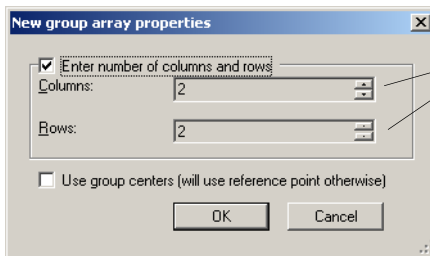 New group array properties
Enter number of columns and rows
Columns: 2
Rows: 2
Use group centers (will use reference point otherwise)
OK Cancel